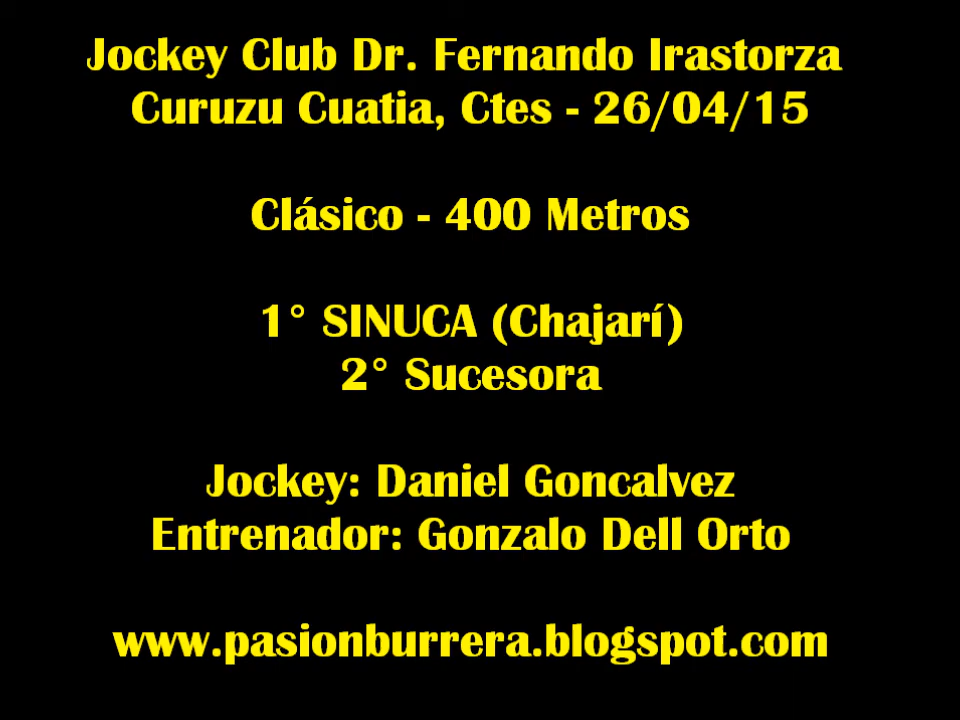 Jockey Club Dr. Fernando Irastorza
Curuzu Cuatia, Ctes - 26/04/15
Clásico - 400 Metros
1° SINUCA (Chajarí)
2° Sucesora
Jockey: Daniel Goncalvez
Entrenador: Gonzalo Dell Orto
www.pasionburrera.blogspot.com